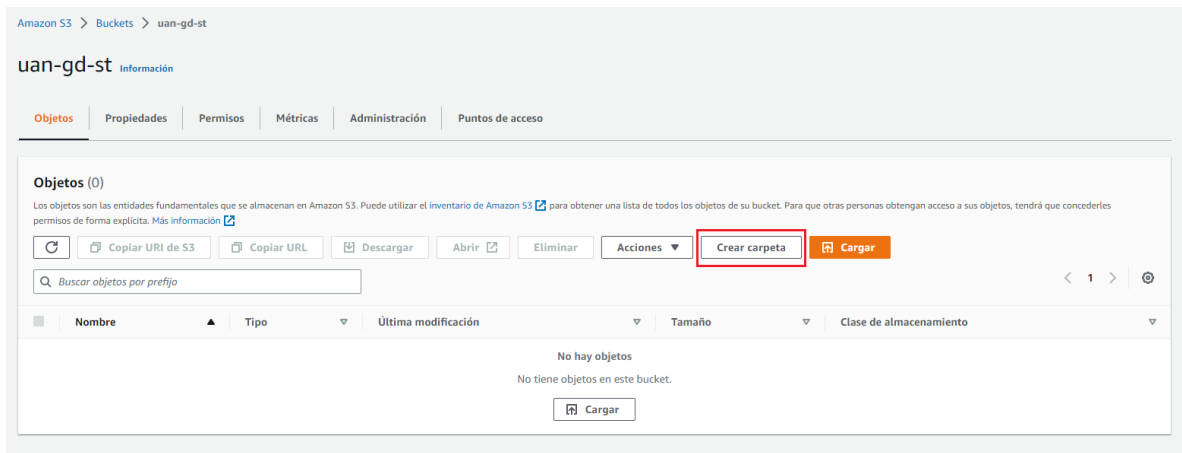 Amazon S3 > Buckets > uan-gd-st
uan-gd-st Información
Objetos Propiedades Permisos Métricas Administración Puntos de acceso
Objetos (0)
Los objetos son las entidades fundamentales que se almacenan en Amazon S3. Puede utilizar el inventario de Amazon S3 para obtener una lista de todos los objetos de su bucket. Para que otras personas obtengan acceso a sus objetos, tendrá que concederles
permisos de forma explícita. Más información
Copiar URI de S3 Copiar URL Descargar Abrir Eliminar Acciones Crear carpeta Cargar
Buscar objetos por prefijo < 1 >
Nombre Tipo Última modificación Tamaño Clase de almacenamiento
No hay objetos
No tiene objetos en este bucket.
Cargar